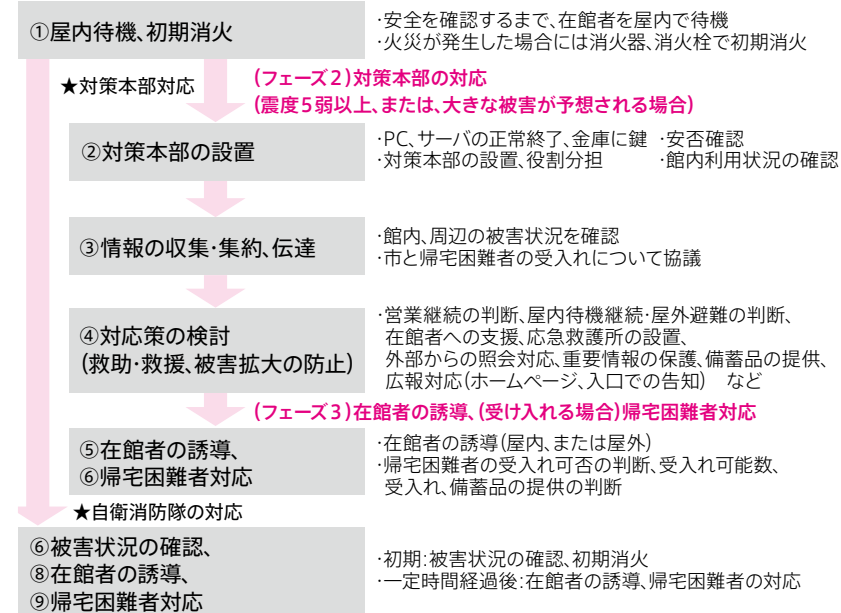 ①屋内待機、初期消火
・安全を確認するまで、在館者を屋内で待機
・火災が発生した場合には消火器、消火栓で初期消火
★対策本部対応
(フェーズ2)対策本部の対応
(震度5弱以上、または、大きな被害が予想される場合)
②対策本部の設置
・PC、サーバの正常終了、金庫に鍵 ・安否確認
・対策本部の設置、役割分担 ・館内利用状況の確認
③情報の収集・集約、伝達
・館内、周辺の被害状況を確認
・市と帰宅困難者の受入れについて協議
④対応策の検討
(救助・救援、被害拡大の防止)
・営業継続の判断、屋内待機継続・屋外避難の判断、
在館者への支援、応急救護所の設置、
外部からの照会対応、重要情報の保護、備蓄品の提供、
広報対応(ホームページ、入口での告知) など
(フェーズ3)在館者の誘導、(受け入れる場合)帰宅困難者対応
⑤在館者の誘導、
⑥帰宅困難者対応
・在館者の誘導(屋内、または屋外)
・帰宅困難者の受入れ可否の判断、受入れ可能数、
受入れ、備蓄品の提供の判断
★自衛消防隊の対応
⑥被害状況の確認、
⑧在館者の誘導、
⑨帰宅困難者対応
・初期:被害状況の確認、初期消火
・一定時間経過後:在館者の誘導、帰宅困難者の対応